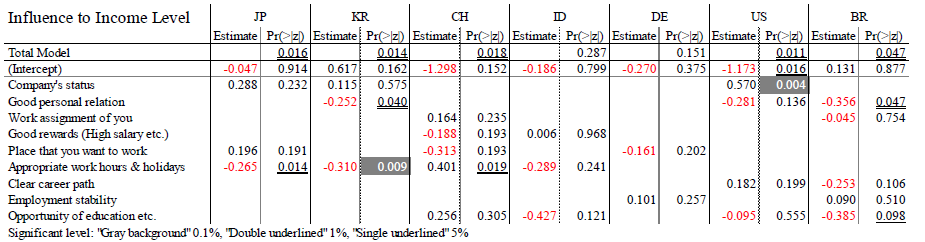 Influence to Income Level JP KR CH ID DE US BR
Estimate Pr(>|z|) Estimate Pr(>|z|) Estimate Pr(>|z|) Estimate Pr(>|z|) Estimate Pr(>|z|) Estimate Pr(>|z|) Estimate Pr(>|z|)
Total Model 0.016 0.014 0.018 0.287 0.151 0.011 0.047
(Intercept) -0.047 0.914 0.617 0.162 -1.298 0.152 -0.186 0.799 -0.270 0.375 -1.173 0.016 0.131 0.877
Company's status 0.288 0.232 0.115 0.575 0.570 0.004
Good personal relation -0.252 0.040 -0.281 0.136 -0.356 0.047
Work assignment of you 0.164 0.235 -0.045 0.754
Good rewards (High salary etc.) -0.188 0.193 0.006 0.968
Place that you want to work 0.196 0.191 -0.313 0.193 -0.161 0.202
Appropriate work hours & holidays -0.265 0.014 -0.310 0.009 0.401 0.019 -0.289 0.241
Clear career path 0.182 0.199 -0.253 0.106
Employment stability 0.101 0.257 0.090 0.510
Opportunity of education etc. 0.256 0.305 -0.427 0.121 -0.095 0.555 -0.385 0.098
Significant level: "Gray background" 0.1%, "Double underlined" 1%, "Single underlined" 5%